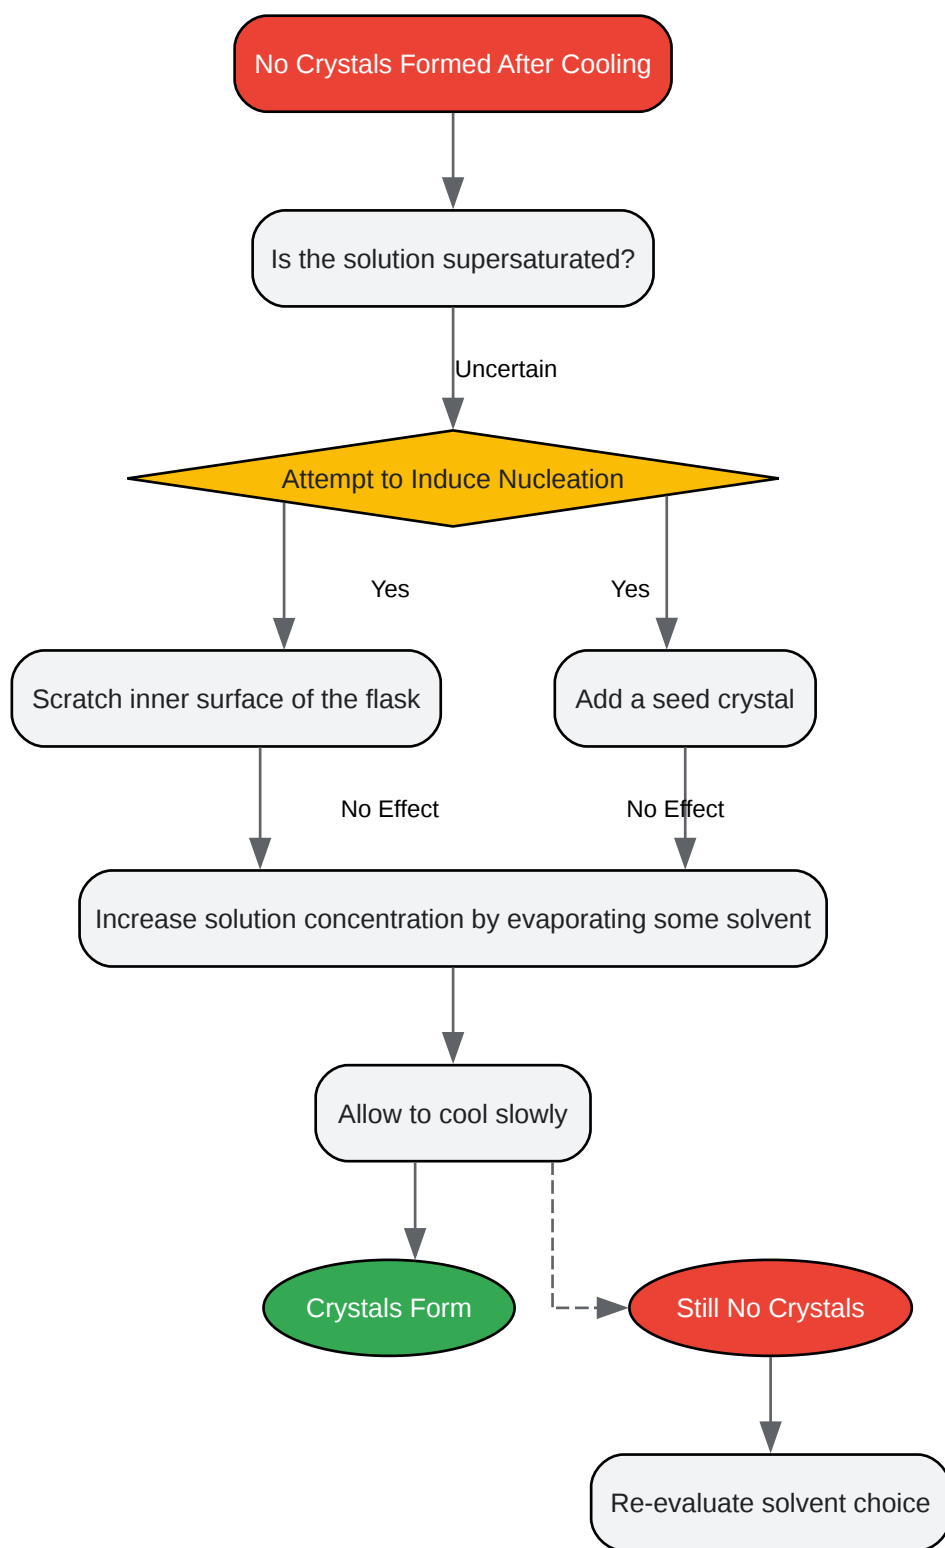 No Crystals Formed After Cooling
Is the solution supersaturated?
Uncertain
Attempt to Induce Nucleation
Yes
Yes
Scratch inner surface of the flask
Add a seed crystal
No Effect
No Effect
Increase solution concentration by evaporating some solvent
Allow to cool slowly
Crystals Form
Still No Crystals
Re-evaluate solvent choice